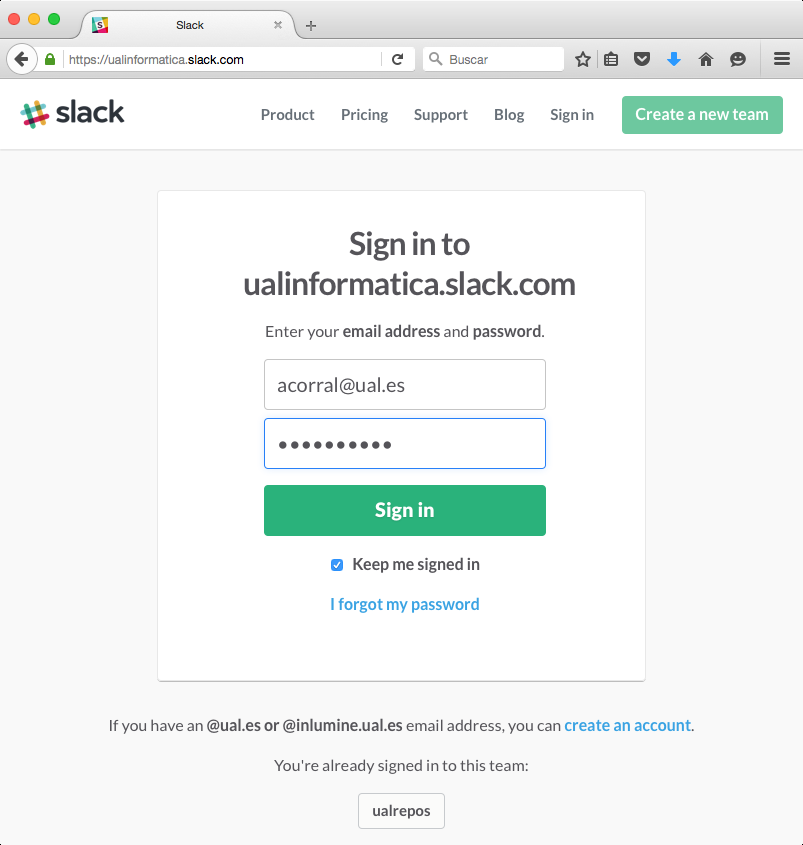 Slack
https://ualinformatica.slack.com
Buscar
slack
Product
Pricing
Support
Blog
Sign in
Create a new team
Sign in to
ualinformatica.slack.com
Enter your email address and password.
acorral@ual.es
••••••••••
Sign in
Keep me signed in
I forgot my password
If you have an @ual.es or @inlumine.ual.es email address, you can create an account.
You're already signed in to this team:
ualrepos